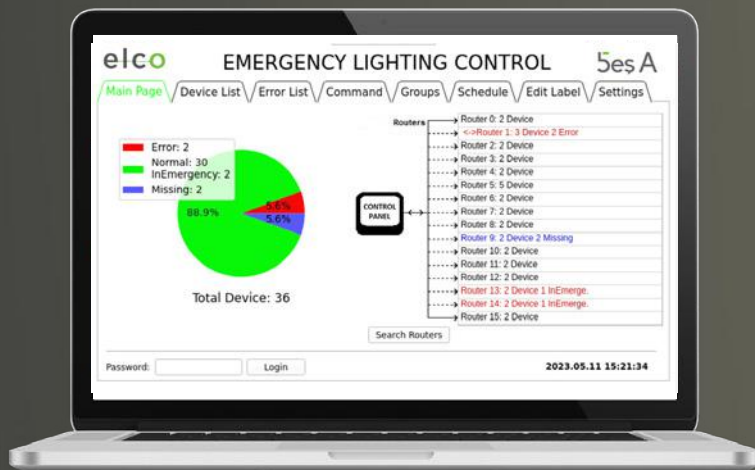 elco
EMERGENCY LIGHTING CONTROL
5eş A
Main Page
Device List
Error List
Command
Groups
Schedule
Edit Label
Settings
Error: 2
Normal: 30
InEmergency: 2
Missing: 2
88.9%
5.6%
5.6%
Total Device: 36
Routers
CONTROL
PANEL
Router 0: 2 Device
<->Router 1: 3 Device 2 Error
Router 2: 2 Device
Router 3: 2 Device
Router 4: 2 Device
Router 5: 5 Device
Router 6: 2 Device
Router 7: 2 Device
Router 8: 2 Device
Router 9: 2 Device 2 Missing
Router 10: 2 Device
Router 11: 2 Device
Router 12: 2 Device
Router 13: 2 Device 1 InEmerge.
Router 14: 2 Device 1 InEmerge.
Router 15: 2 Device
Search Routers
Password:
Login
2023.05.11 15:21:34